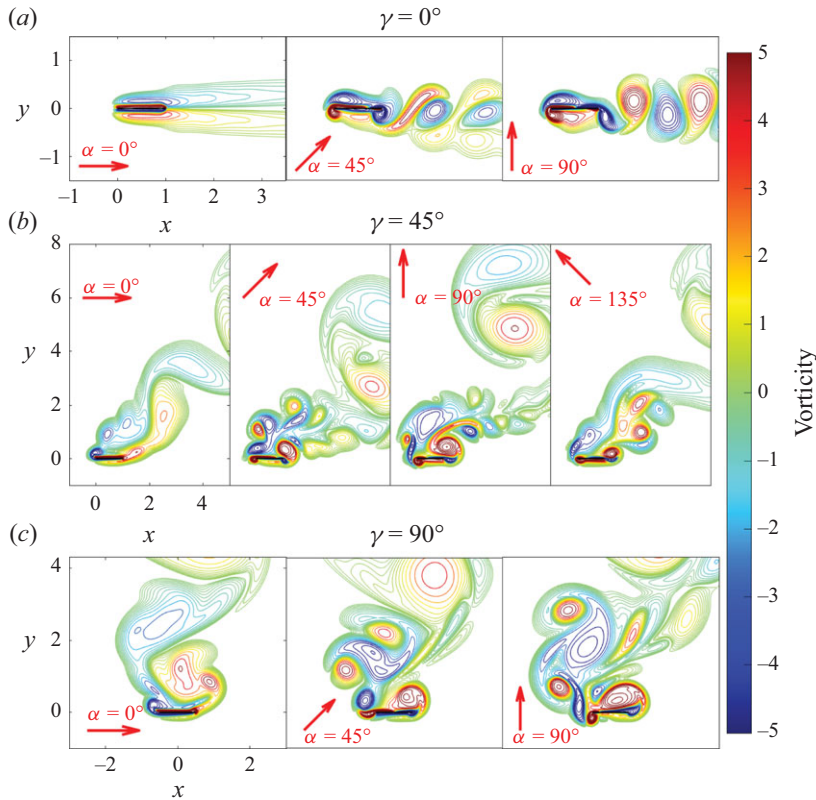 (a) γ = 0°
1
y 0
−1
α = 0°
α = 45°
α = 90°
−1 0 1 2 3
x
(b) γ = 45°
8
6
y 4
2
0
α = 0°
α = 45°
α = 90°
α = 135°
0 2 4
x
(c) γ = 90°
4
y 2
0
α = 0°
α = 45°
α = 90°
−2 0 2
x
5
4
3
2
1
0
−1
−2
−3
−4
−5
Vorticity